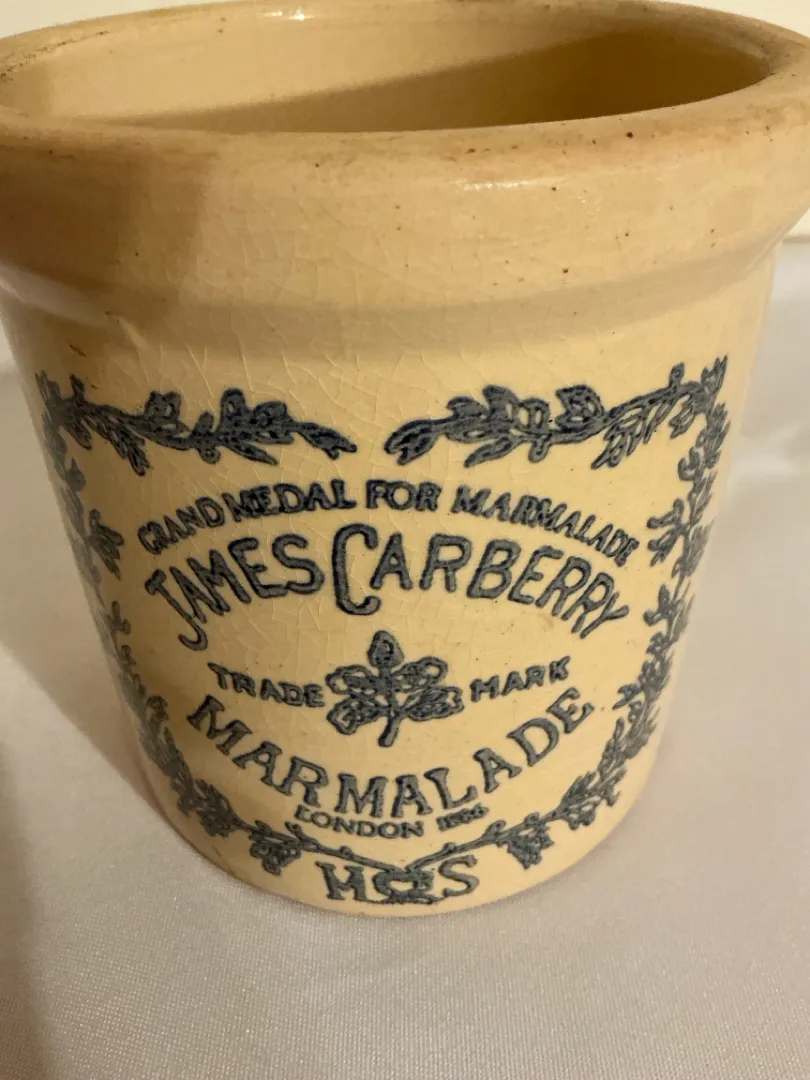 GRAND MEDAL FOR MARMALADE
JAMES CARBERRY
TRADE MARK
MARMALADE
LONDON